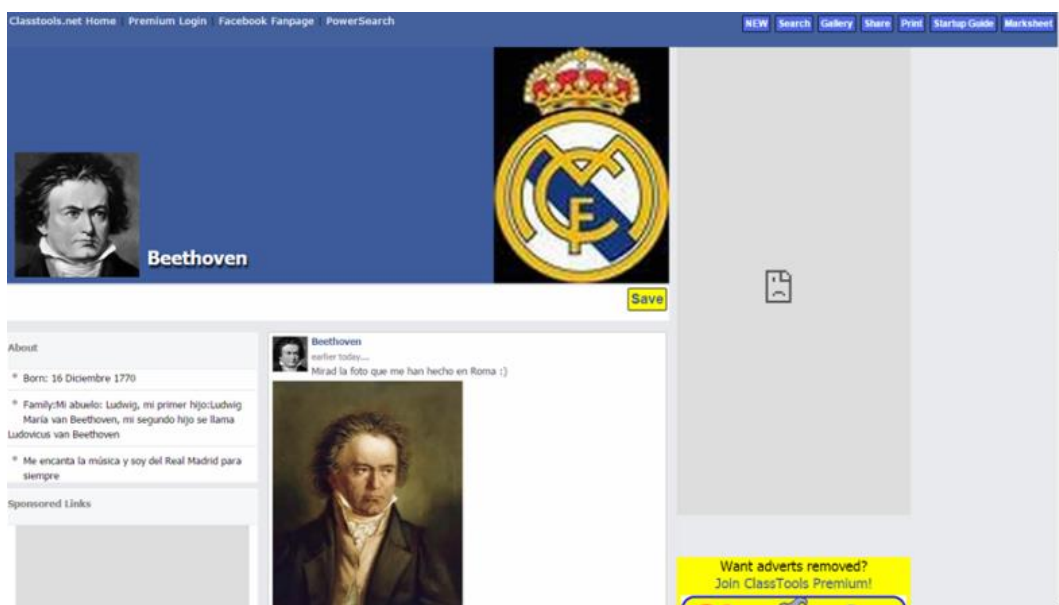 Classtools.net Home Premium Login Facebook Fanpage PowerSearch
NEW Search Gallery Share Print Startup Guide Marksheet
Beethoven
Save
About
Born: 16 Diciembre 1770
Family:Mi abuelo: Ludwig, mi primer hijo:Ludwig
María van Beethoven, mi segundo hijo se llama
Ludovicus van Beethoven
Me encanta la música y soy del Real Madrid para
siempre
Sponsored Links
Beethoven
earlier today....
Mirad la foto que me han hecho en Roma :)
Want adverts removed?
Join ClassTools Premium!